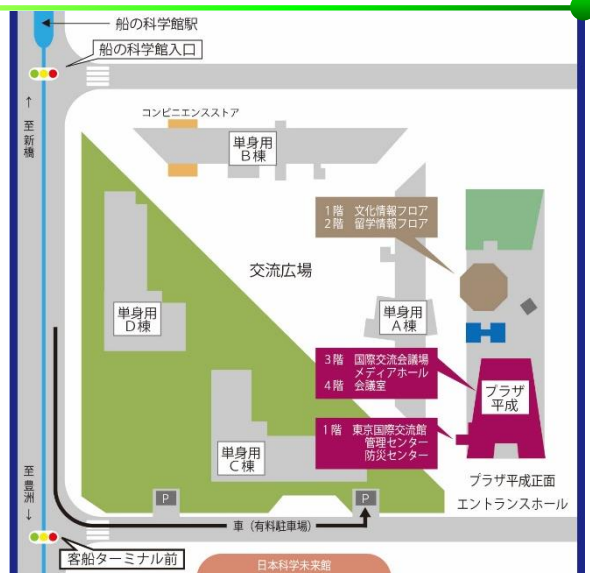 船の科学館駅
船の科学館入口
↑
至新橋
コンビニエンスストア
単身用
B棟
1階 文化情報フロア
2階 留学情報フロア
交流広場
単身用
D棟
単身用
A棟
3階 国際交流会議場
メディアホール
4階 会議室
プラザ
平成
1階 東京国際交流館
管理センター
防災センター
単身用
C棟
プラザ平成正面
エントランスホール
至豊洲
↓
P
P
車（有料駐車場）
客船ターミナル前
日本科学未来館